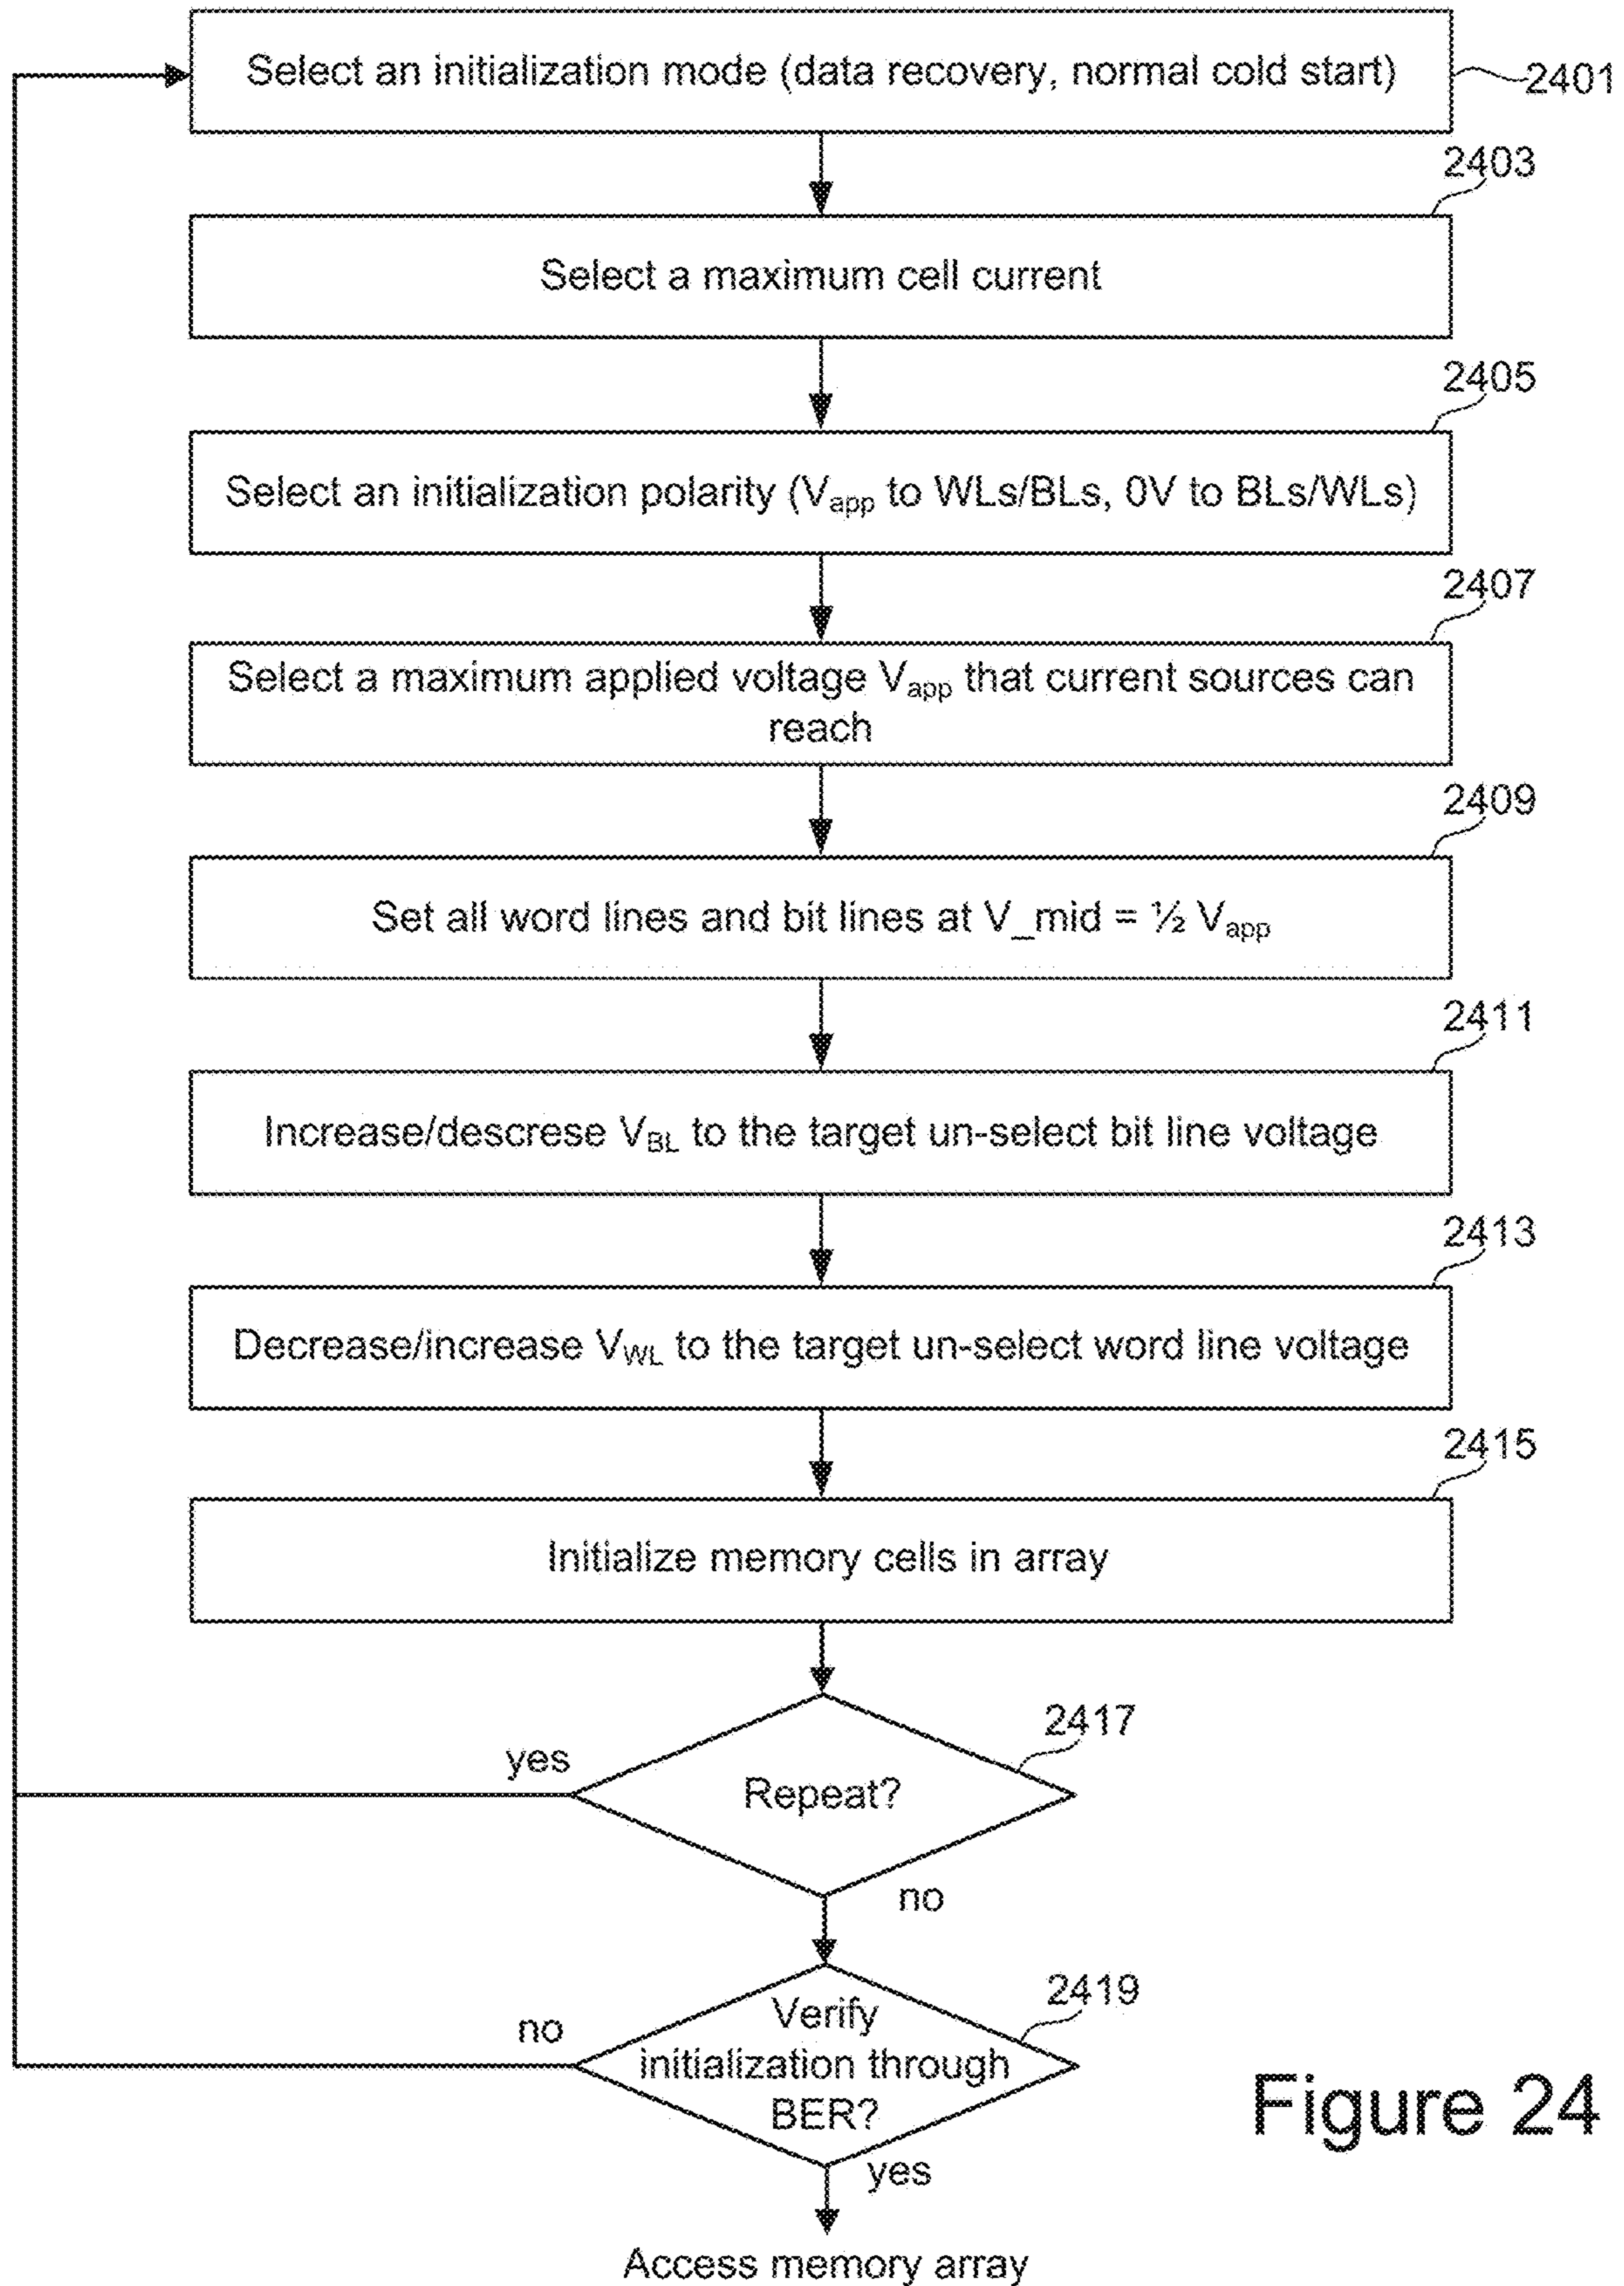 Select an initialization mode (data recovery, normal cold start)
2401
2403
Select a maximum cell current
2405
Select an initialization polarity (Vapp to WLs/BLs, 0V to BLs/WLs)
2407
Select a maximum applied voltage Vapp that current sources can
reach
2409
Set all word lines and bit lines at V_mid = ½ Vapp
2411
Increase/descrese VBL to the target un-select bit line voltage
2413
Decrease/increase VWL to the target un-select word line voltage
2415
Initialize memory cells in array
2417
yes
Repeat?
no
2419
no
Verify
initialization through
BER?
yes
Figure 24
Access memory array